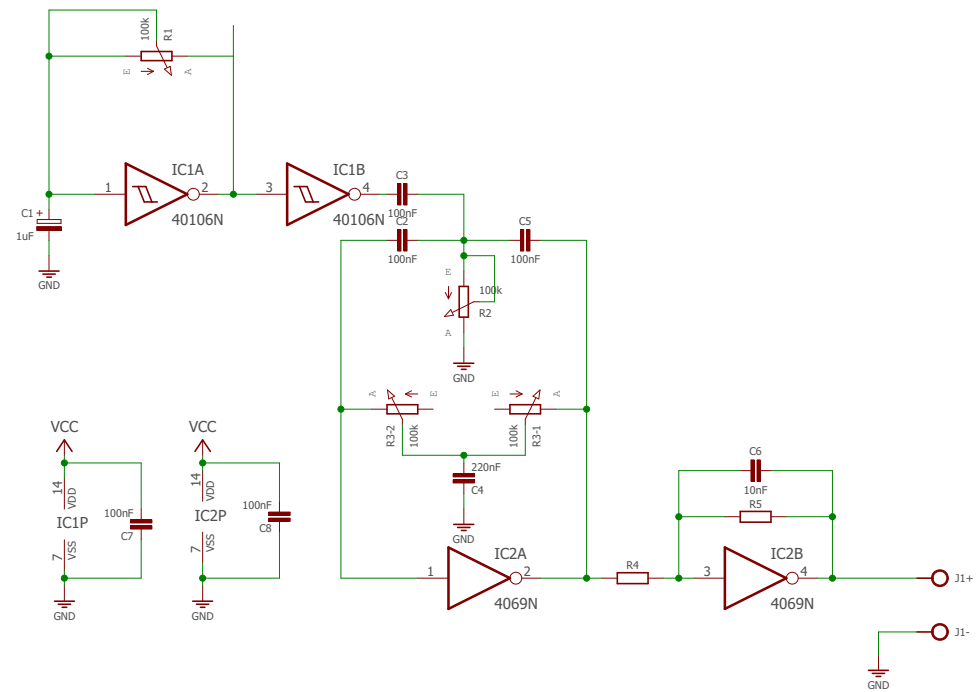 100k
R1
E
A
IC1A
IC1B
1
2
3
4
40106N
40106N
C1
+
1uF
GND
C3
100nF
C2
100nF
C5
100nF
E
100k
R2
A
GND
A
E
E
A
R3-2
100k
100k
R3-1
220nF
C4
GND
VCC
VCC
14
VDD
100nF
IC1P
C7
7
VSS
GND
14
VDD
100nF
IC2P
C8
7
VSS
GND
IC2A
1
2
4069N
R4
C6
10nF
R5
IC2B
3
4
4069N
J1+
J1-
GND